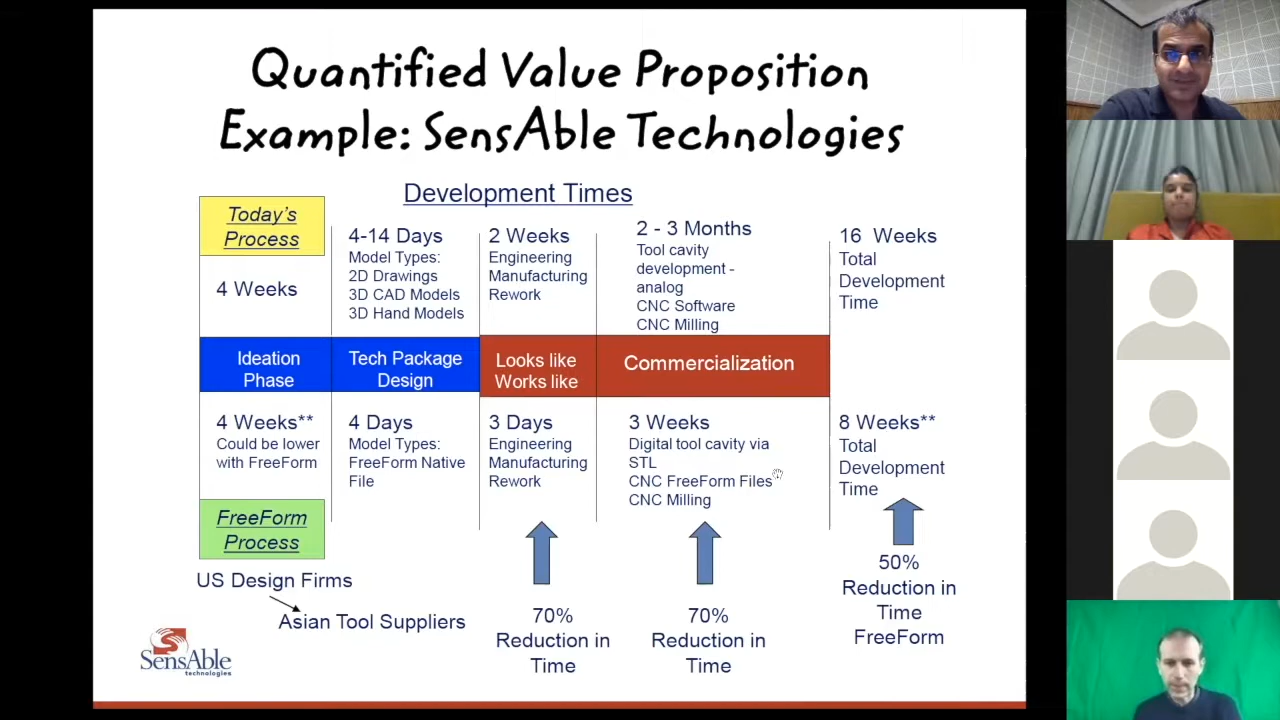 Quantified Value Proposition
Example: SensAble Technologies
Development Times
Today's
Process
4 Weeks
4-14 Days
Model Types:
2D Drawings
3D CAD Models
3D Hand Models
2 Weeks
Engineering
Manufacturing
Rework
2 - 3 Months
Tool cavity
development -
analog
CNC Software
CNC Milling
16 Weeks
Total
Development
Time
Ideation
Phase
Tech Package
Design
Looks like
Works like
Commercialization
4 Weeks**
Could be lower
with FreeForm
4 Days
Model Types:
FreeForm Native
File
3 Days
Engineering
Manufacturing
Rework
3 Weeks
Digital tool cavity via
STL
CNC FreeForm Files
CNC Milling
8 Weeks**
Total
Development
Time
FreeForm
Process
US Design Firms
Asian Tool Suppliers
70%
Reduction in
Time
70%
Reduction in
Time
50%
Reduction in
Time
FreeForm
SensAble
technologies